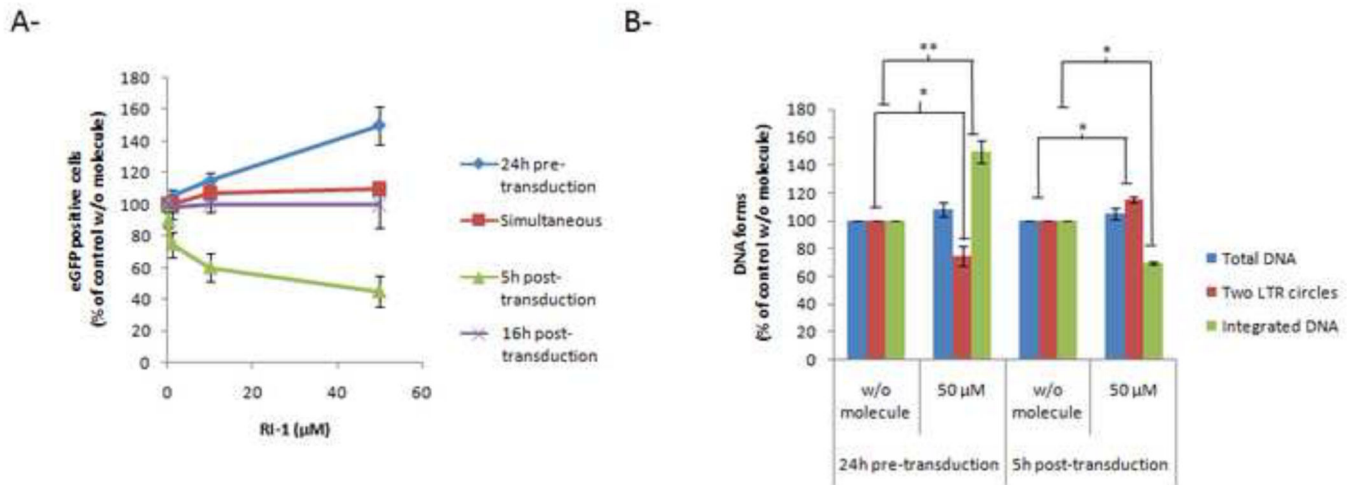 A-
eGFP positive cells
(% of control w/o molecule)
180
160
140
120
100
80
60
40
20
0
0 20 40 60
RI-1 (µM)
24h pre-
transduction
Simultaneous
5h post-
transduction
16h post-
transduction
B-
** *
* *
DNA forms
(% of control w/o molecule)
180
160
140
120
100
80
60
40
20
0
w/o
molecule
50 µM
w/o
molecule
50 µM
24h pre-transduction 5h post-transduction
Total DNA
Two LTR circles
Integrated DNA